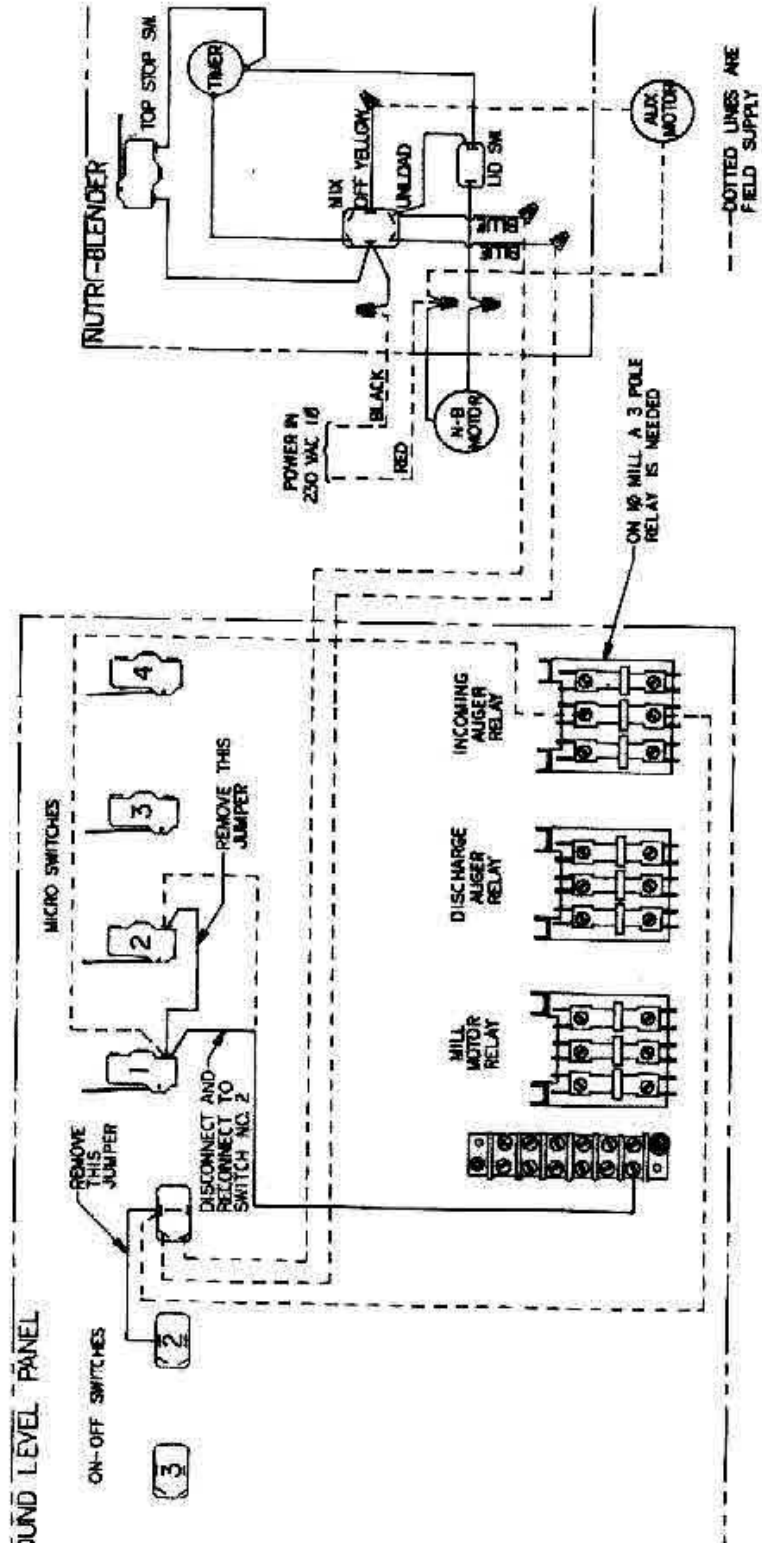 OUND LEVEL PANEL
ON-OFF SWITCHES
3
2
1
REMOVE
THIS
JUMPER
MICRO SWITCHES
1
2
3
4
DISCONNECT AND
RECONNECT TO
SWITCH NO. 2
REMOVE THIS
JUMPER
MILL
MOTOR
RELAY
DISCHARGE
AUGER
RELAY
INCOMING
AUGER
RELAY
ON 1Ø MILL A 3 POLE
RELAY IS NEEDED
NUTRI-BLENDER
TOP STOP SW.
TIMER
MIX
OFF YELLOW
UNLOAD
LID SW.
BLUE
BLUE
POWER IN
230 VAC 1Ø
BLACK
RED
N-B
MOTOR
AUX.
MOTOR
DOTTED LINES ARE
FIELD SUPPLY